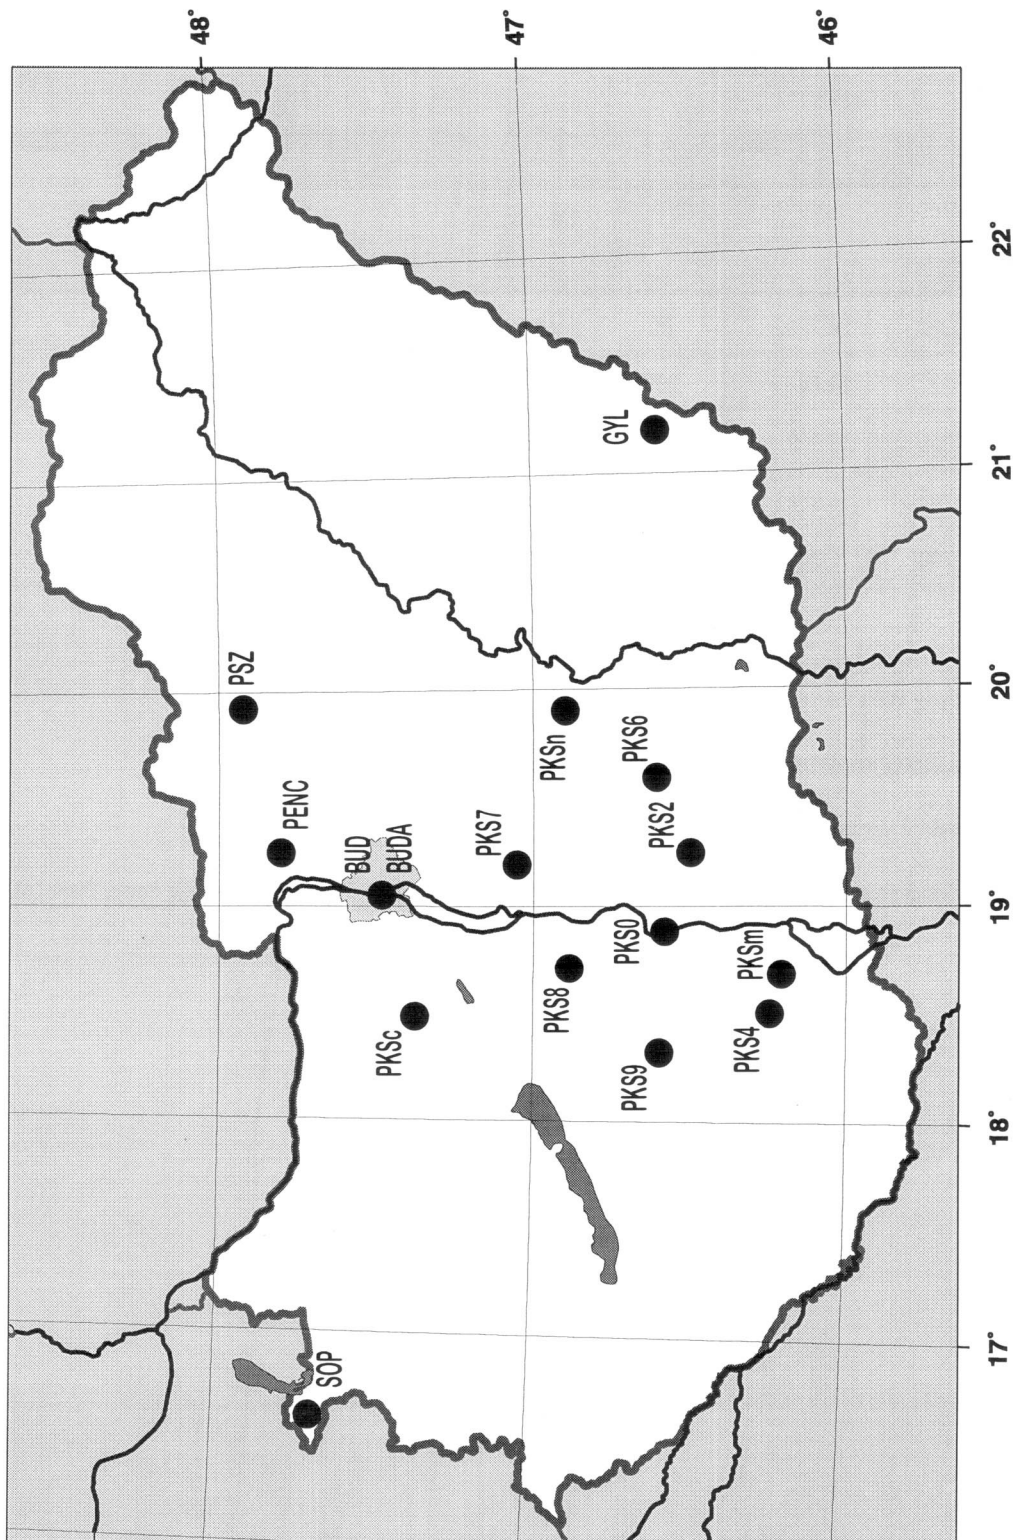 48°
47°
46°
PSZ
PENC
BUD
BUDA
PKS7
PKSn
PKS6
PKS2
GYL
PKSc
PKS8
PKS0
PKSm
PKS9
PKS4
SOP
22°
21°
20°
19°
18°
17°